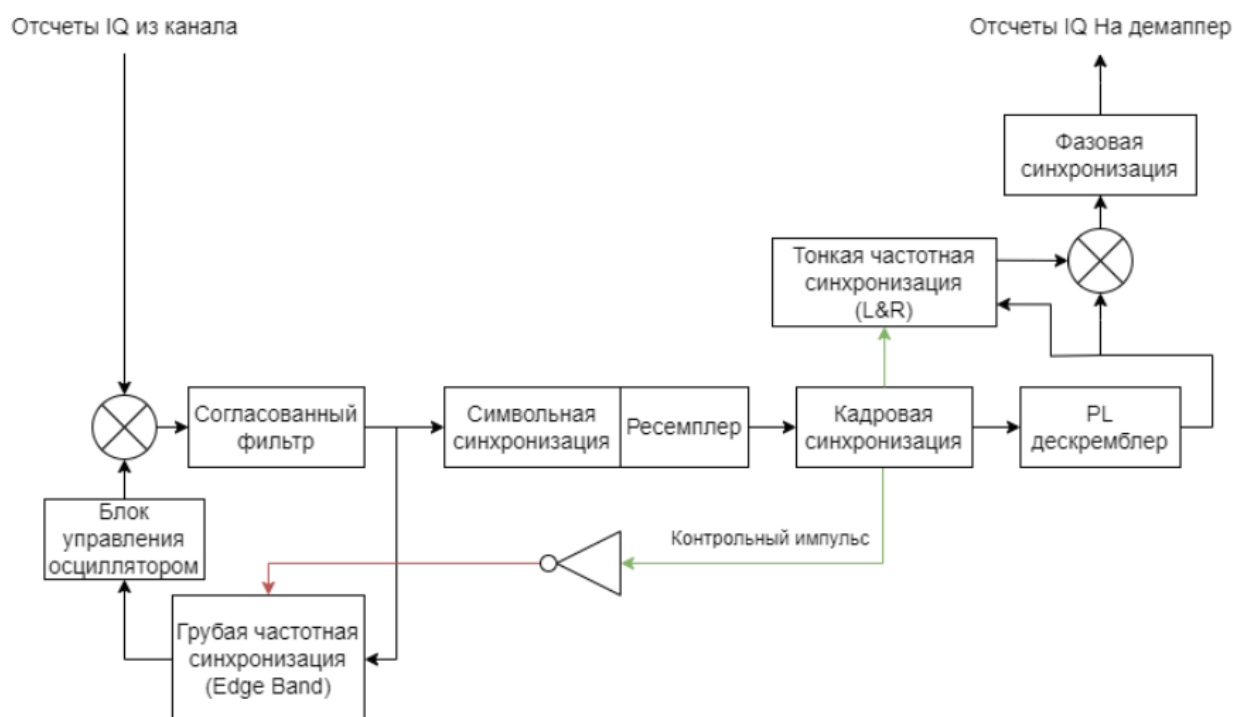 Отсчеты IQ из канала
Отсчеты IQ На демаппер
Фазовая
синхронизация
Тонкая частотная
синхронизация
(L&R)
Согласованный
фильтр
Символьная
синхронизация
Ресемплер
Кадровая
синхронизация
PL
дескремблер
Блок
управления
осциллятором
Контрольный импульс
Грубая частотная
синхронизация
(Edge Band)